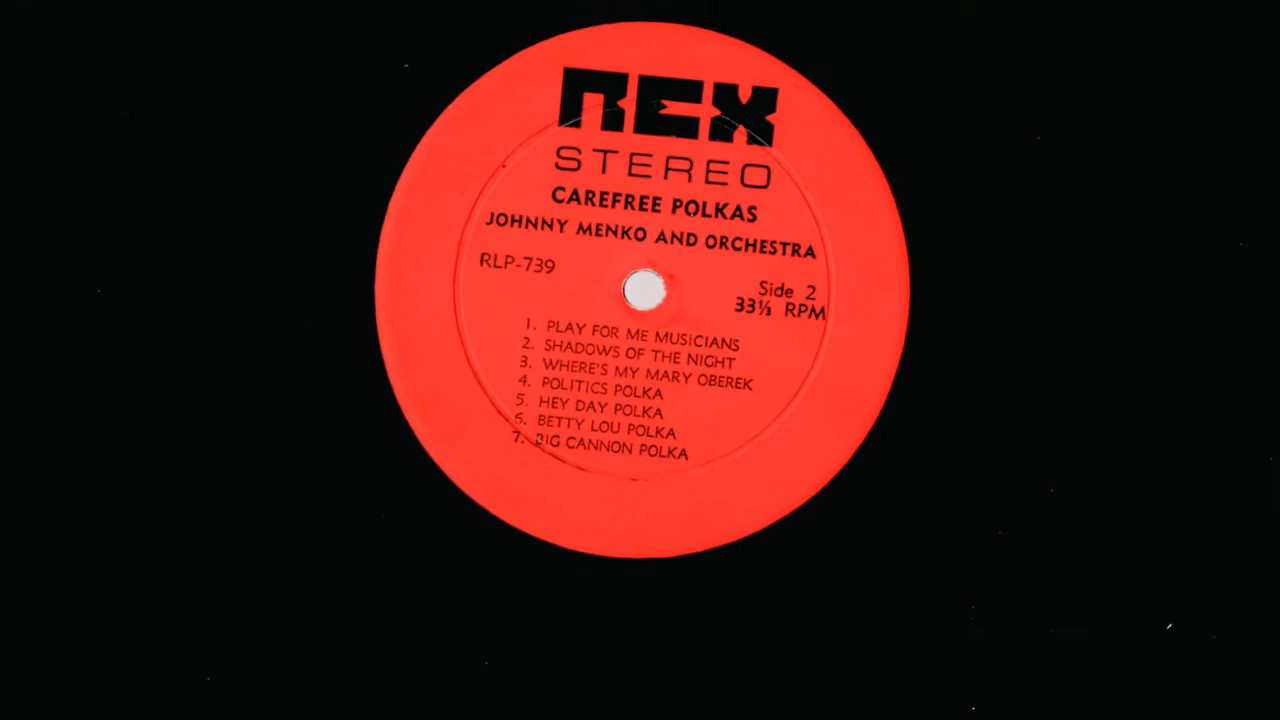 REX
STEREO
CAREFREE POLKAS
JOHNNY MENKO AND ORCHESTRA
RLP-739
Side 2
33⅓ RPM
1. PLAY FOR ME MUSICIANS
2. SHADOWS OF THE NIGHT
3. WHERE'S MY MARY OBEREK
4. POLITICS POLKA
5. HEY DAY POLKA
6. BETTY LOU POLKA
7. BIG CANNON POLKA